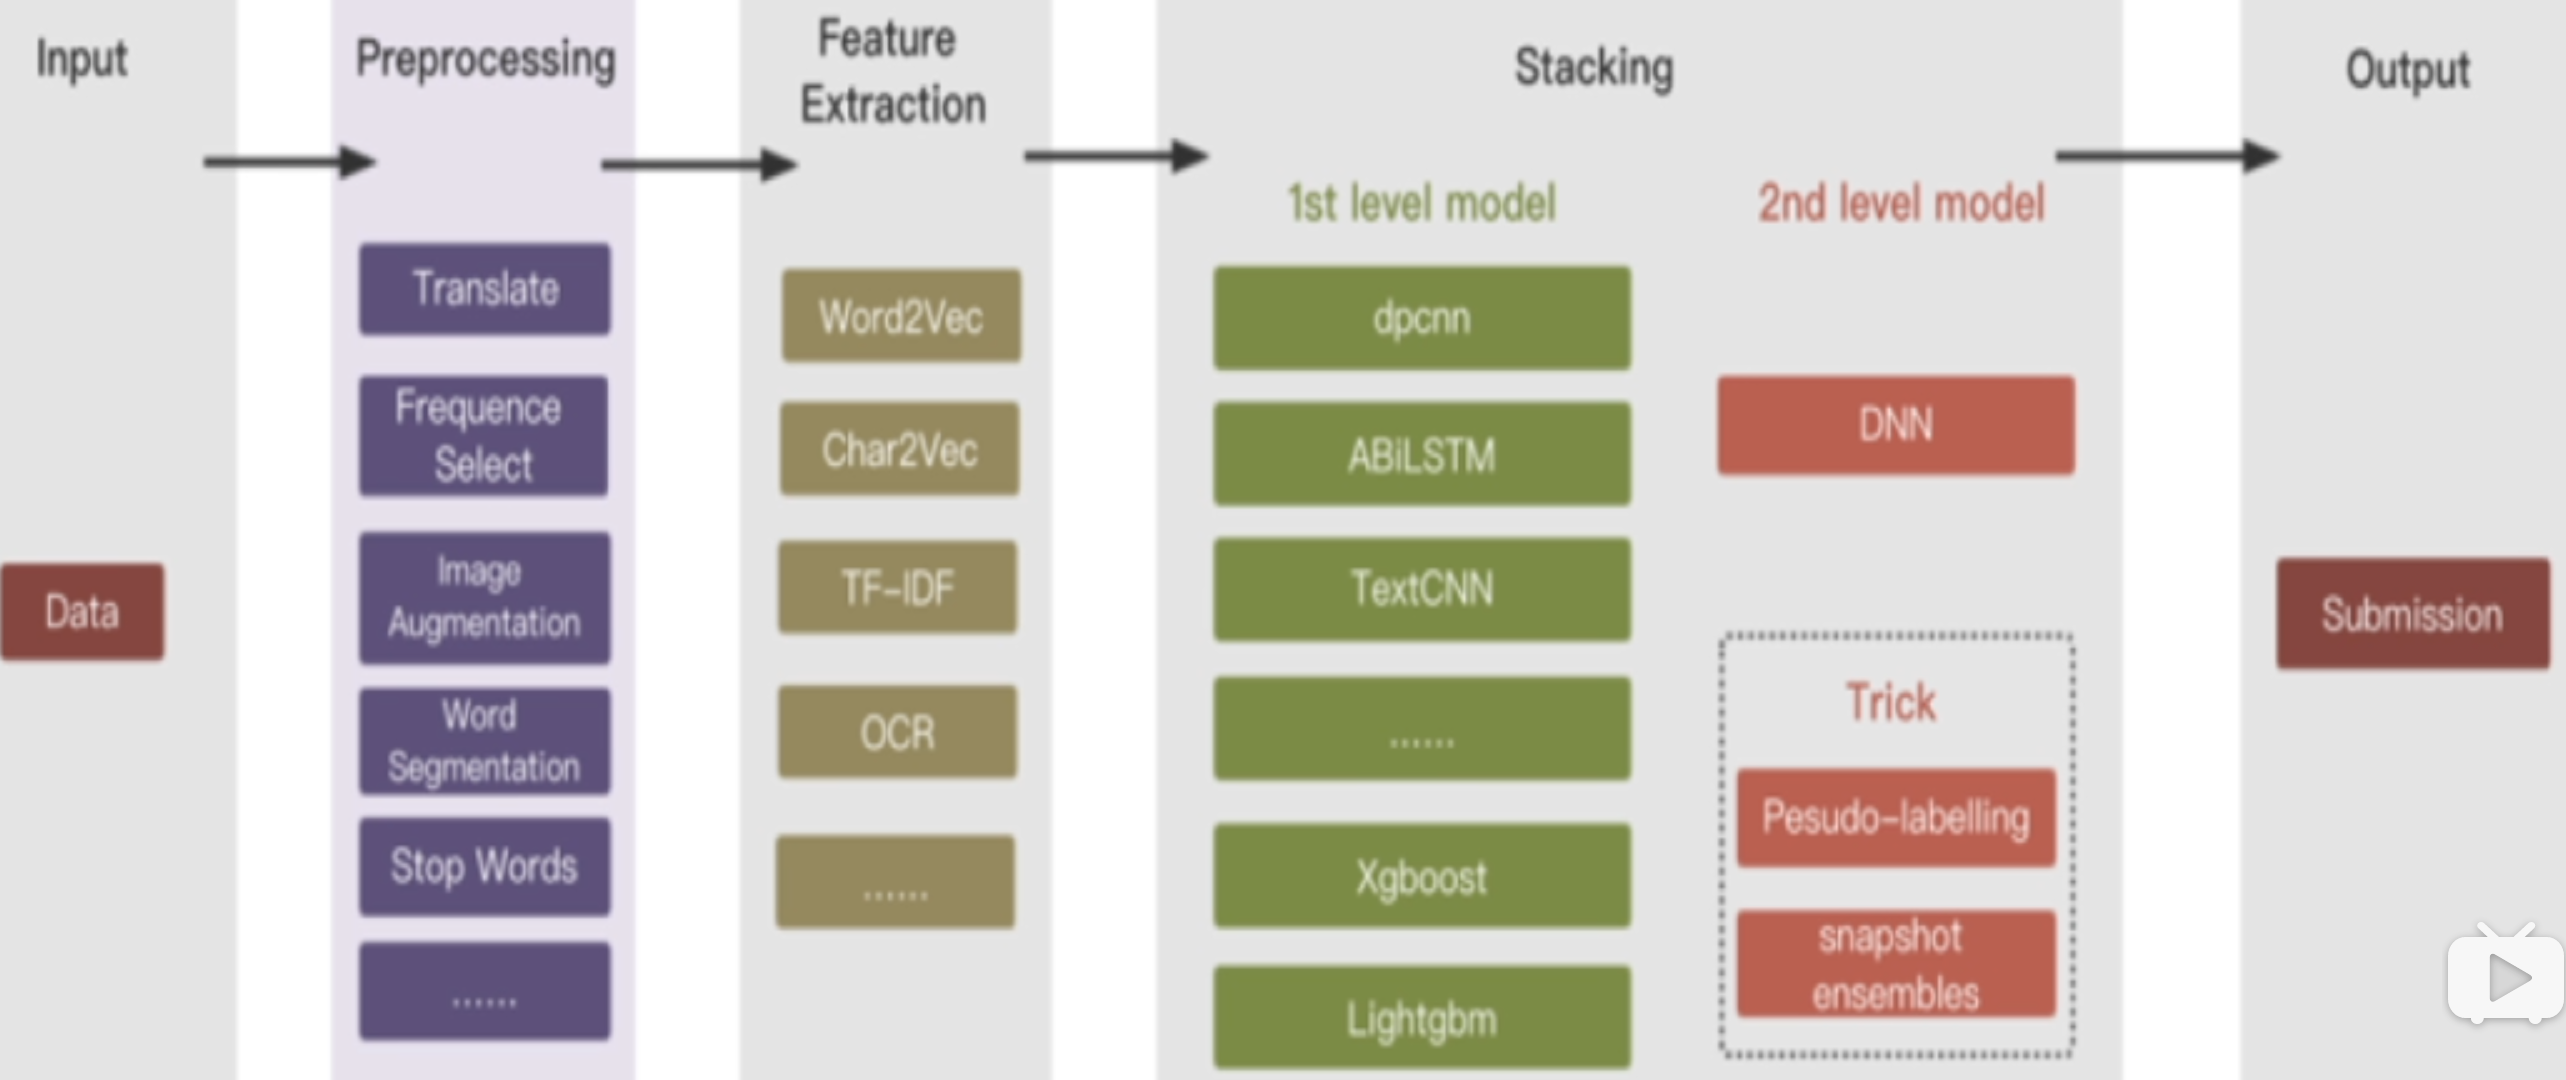 Input
Data
Preprocessing
Translate
Frequence
Select
Image
Augmentation
Word
Segmentation
Stop Words
......
Feature
Extraction
Word2Vec
Char2Vec
TF-IDF
OCR
......
Stacking
1st level model
dpcnn
ABiLSTM
TextCNN
......
Xgboost
Lightgbm
2nd level model
DNN
Trick
Pesudo-labelling
snapshot
ensembles
Output
Submission